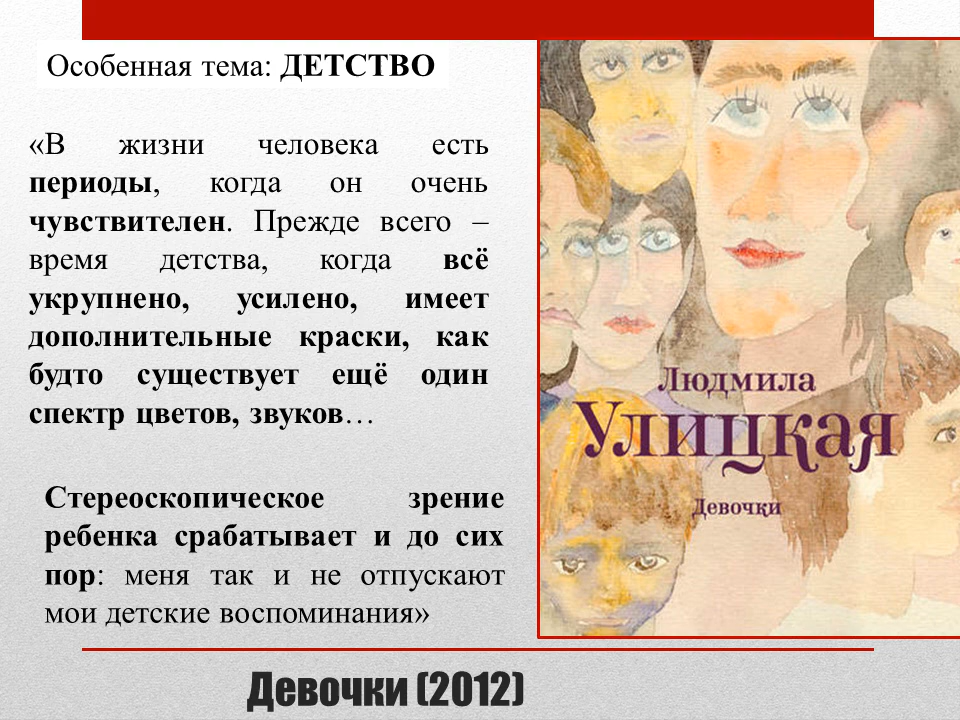 Особенная тема: ДЕТСТВО
«В жизни человека есть
периоды, когда он очень
чувствителен. Прежде всего –
время детства, когда всё
укрупнено, усилено, имеет
дополнительные краски, как
будто существует ещё один
спектр цветов, звуков…
Стереоскопическое зрение
ребенка срабатывает и до сих
пор: меня так и не отпускают
мои детские воспоминания»
Людмила
Улицкая
Девочки
Девочки (2012)